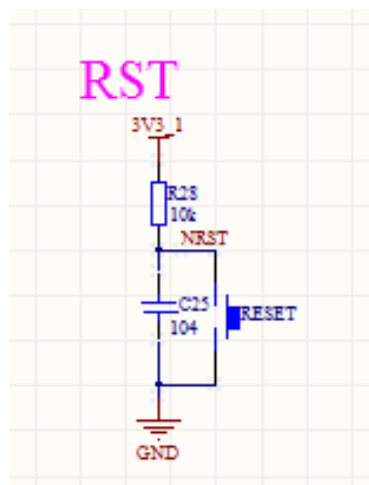 RST
3V3_1
R28
10k
NRST
C25
104
RESET
GND